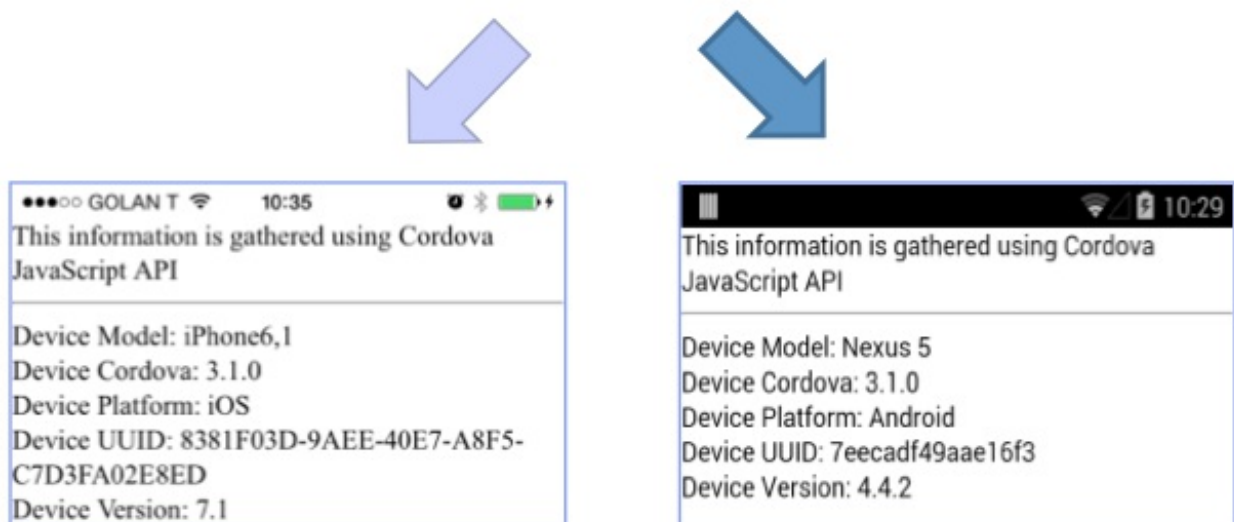 GOLAN T 10:35
This information is gathered using Cordova
JavaScript API
Device Model: iPhone6,1
Device Cordova: 3.1.0
Device Platform: iOS
Device UUID: 8381F03D-9AEE-40E7-A8F5-
C7D3FA02E8ED
Device Version: 7.1
10:29
This information is gathered using Cordova
JavaScript API
Device Model: Nexus 5
Device Cordova: 3.1.0
Device Platform: Android
Device UUID: 7eecadf49aae16f3
Device Version: 4.4.2